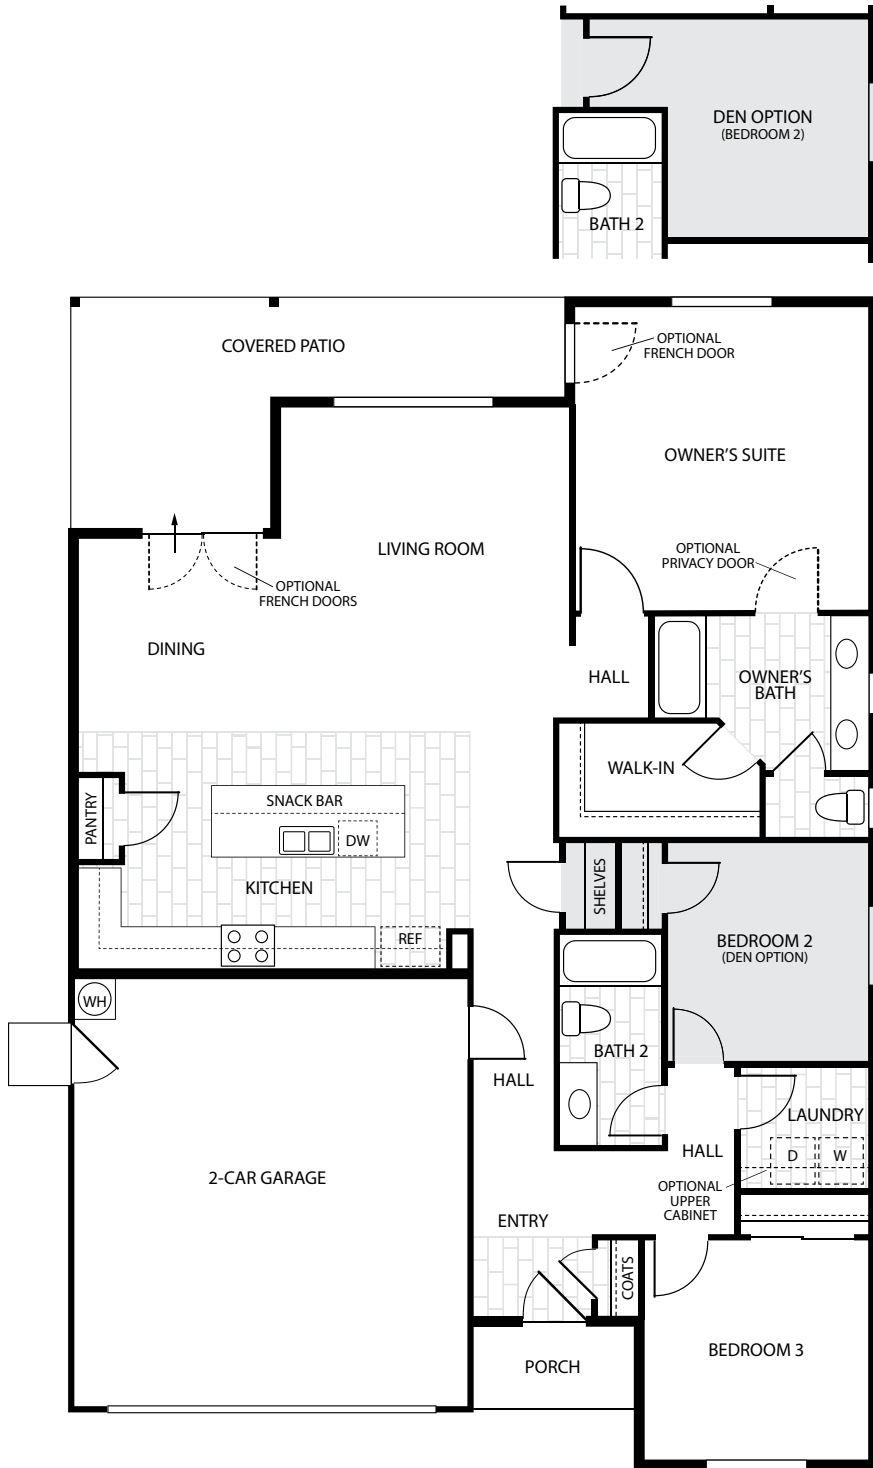 DEN OPTION
(BEDROOM 2)
BATH 2
COVERED PATIO
OPTIONAL
FRENCH DOOR
OWNER’S SUITE
LIVING ROOM
OPTIONAL
PRIVACY DOOR
OPTIONAL
FRENCH DOORS
DINING
HALL
OWNER’S
BATH
WALK-IN
PANTRY
SNACK BAR
DW
KITCHEN
SHELVES
REF
BEDROOM 2
(DEN OPTION)
WH
BATH 2
HALL
LAUNDRY
D
W
HALL
2-CAR GARAGE
OPTIONAL
UPPER
CABINET
ENTRY
COATS
PORCH
BEDROOM 3